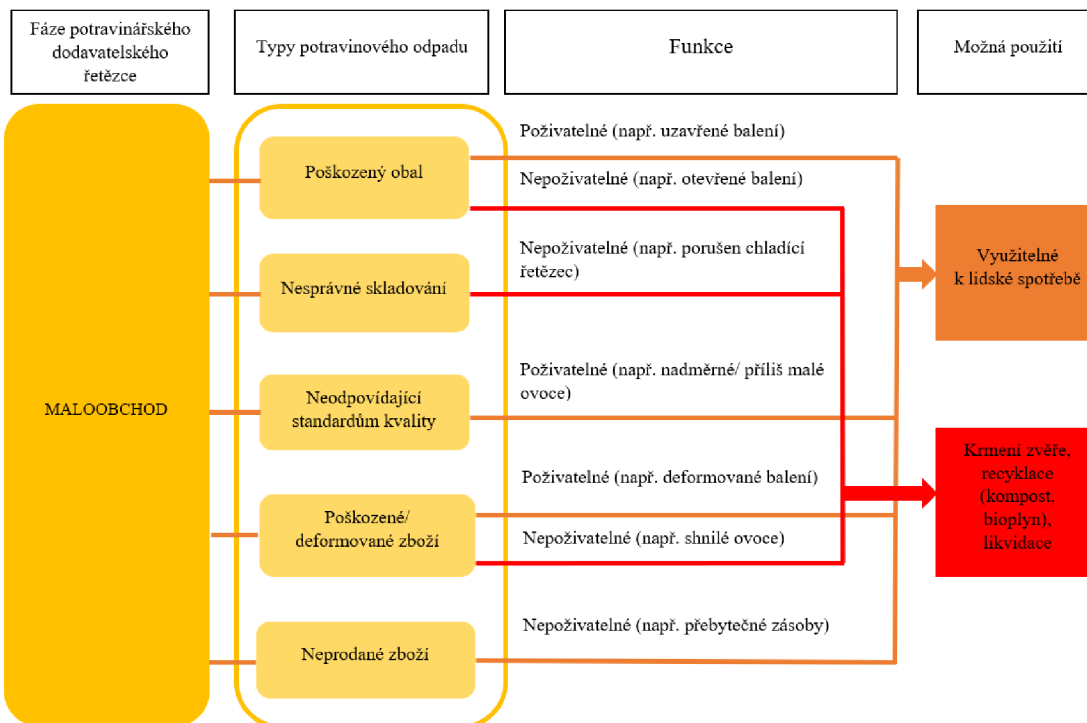 Fáze potravinářského
dodavatelského
řetězce
Typy potravinového odpadu
Funkce
Možná použití
MALOOBCHOD
Poškozený obal
Nesprávné skladování
Neodpovídající
standardům kvality
Poškozené/
deformované zboží
Neprodané zboží
Poživatelné (např. uzavřené balení)
Nepoživatelné (např. otevřené balení)
Nepoživatelné (např. porušen chladící
řetězec)
Poživatelné (např. nadměrné/ příliš malé
ovoce)
Poživatelné (např. deformované balení)
Nepoživatelné (např. shnilé ovoce)
Nepoživatelné (např. přebytečné zásoby)
Využitelné
k lidské spotřebě
Krmení zvěře,
recyklace
(kompost,
bioplyn),
likvidace